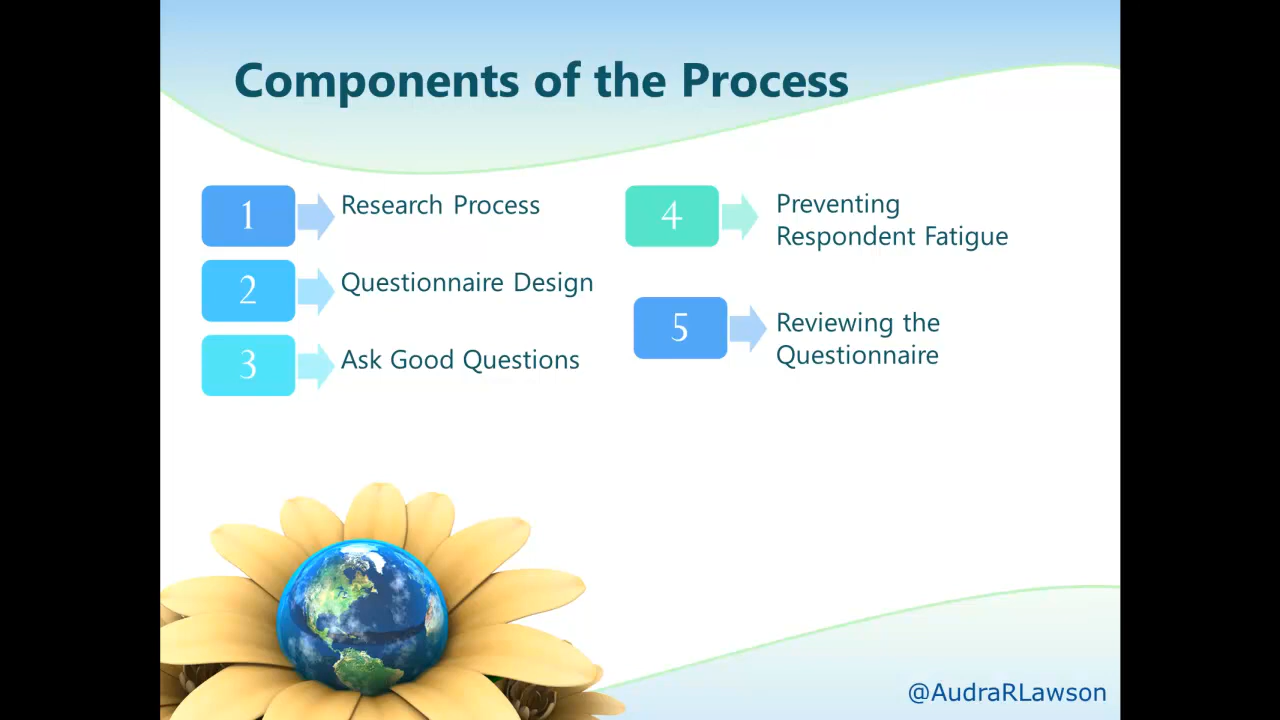 Components of the Process
1
Research Process
2
Questionnaire Design
3
Ask Good Questions
4
Preventing
Respondent Fatigue
5
Reviewing the
Questionnaire
@AudraRLawson